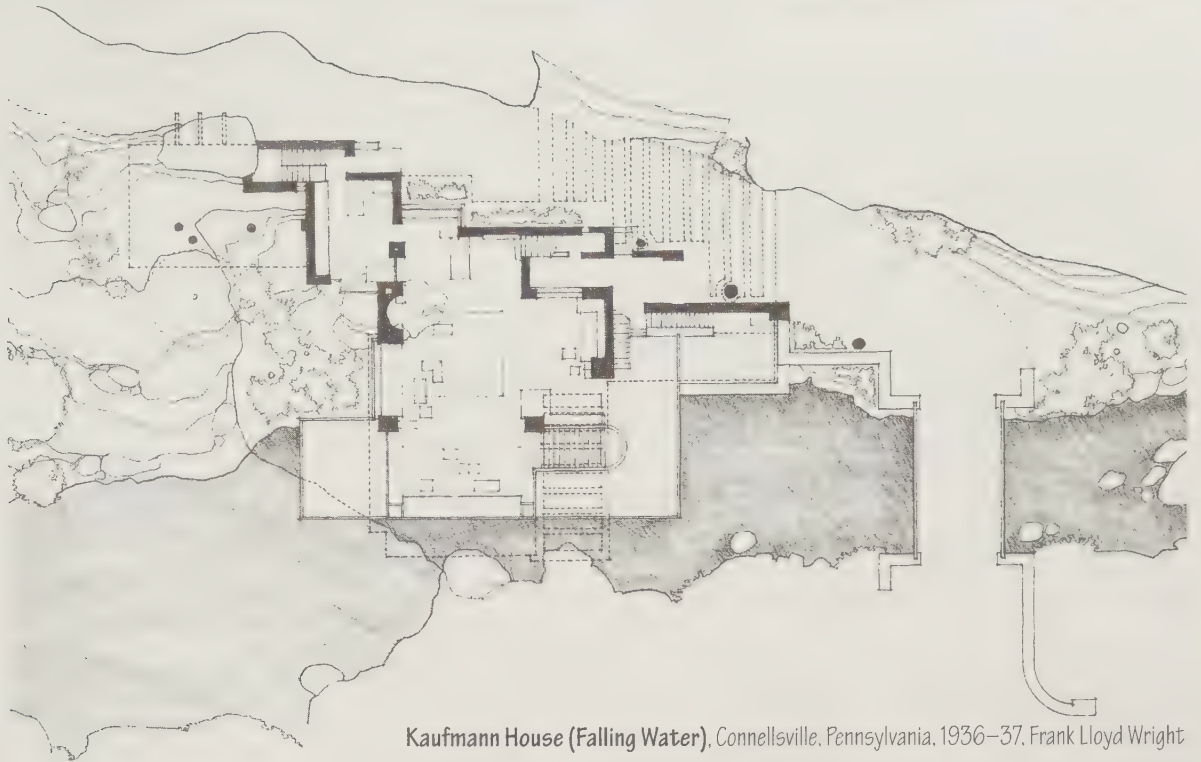 Kaufmann House (Falling Water), Connellsville, Pennsylvania, 1936–37, Frank Lloyd Wright